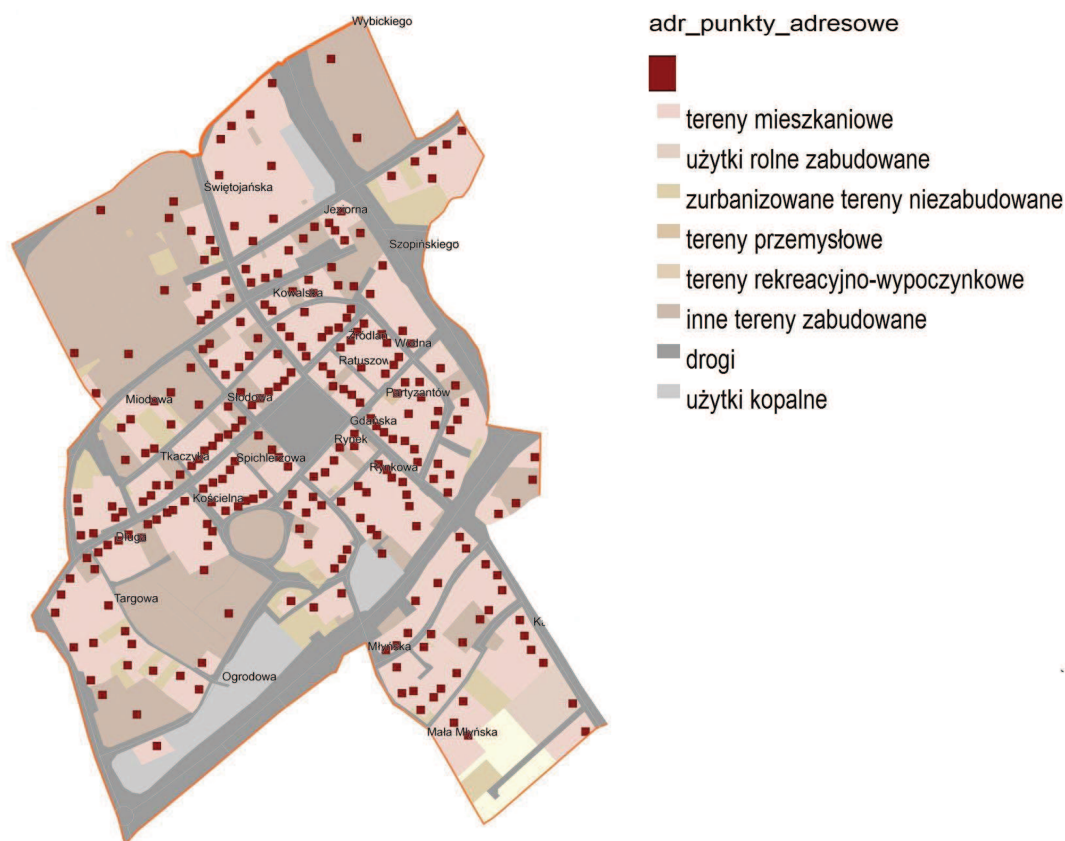 Wybickiego
adr_punkty_adresowe
tereny mieszkaniowe
użytki rolne zabudowane
zurbanizowane tereny niezabudowane
tereny przemysłowe
tereny rekreacyjno-wypoczynkowe
inne tereny zabudowane
drogi
użytki kopalne
Świętojańska
Jeziorna
Szopińskiego
Kowalska
Wodna
Ratuszow
Miodowa
Słodowa
Partyzantów
Gdańska
Rynek
Tkaczyka
Spichlerzowa
Rynkowa
Kościelna
Długa
Targowa
Młyńska
Ogrodowa
Mała Młyńska